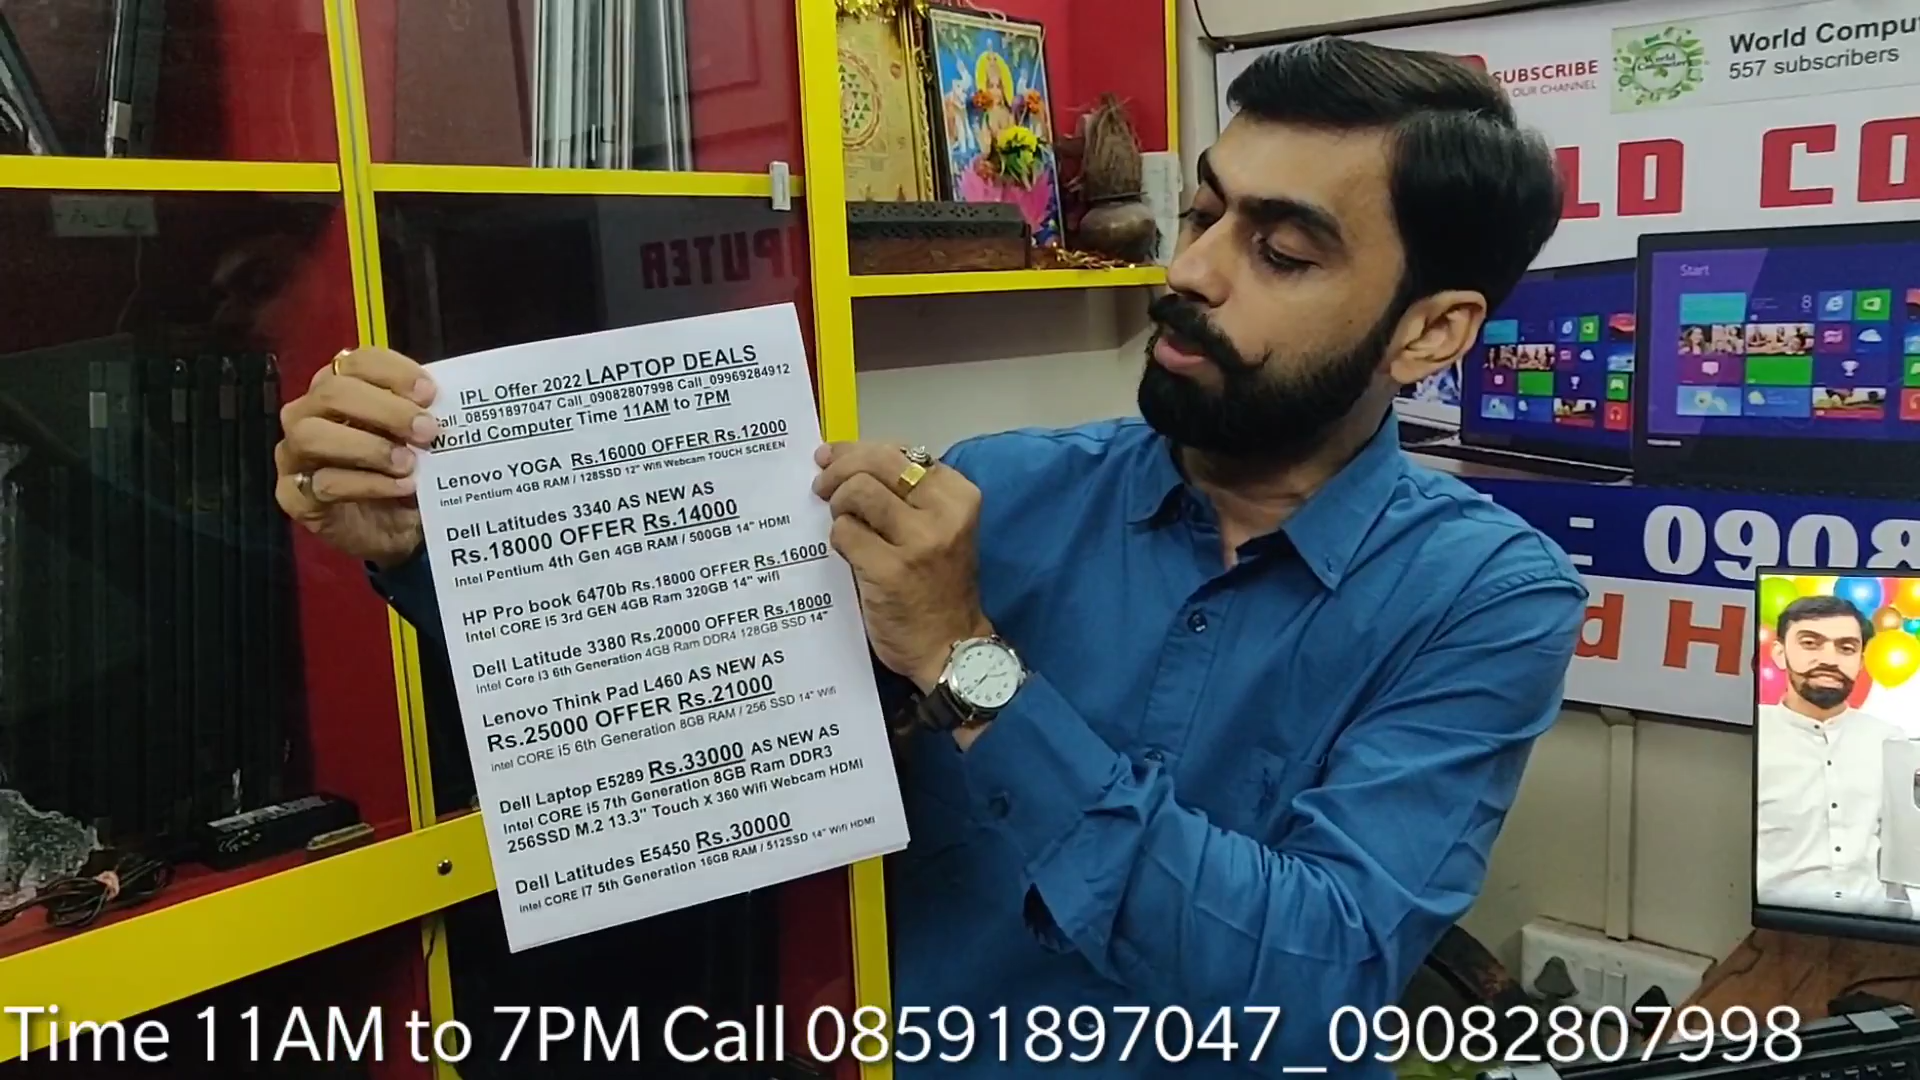 IPL Offer 2022 LAPTOP DEALS
Call_08591897047 Call_09082807998 Call_09969284912
World Computer Time 11AM to 7PM
Lenovo YOGA Rs.16000 OFFER Rs.12000
intel Pentium 4GB RAM / 128SSD 12" Wifi Webcam TOUCH SCREEN
Dell Latitudes 3340 AS NEW AS
Rs.18000 OFFER Rs.14000
Intel Pentium 4th Gen 4GB RAM / 500GB 14" HDMI
HP Pro book 6470b Rs.18000 OFFER Rs.16000
Intel CORE i5 3rd GEN 4GB Ram 320GB 14" wifi
Dell Latitude 3380 Rs.20000 OFFER Rs.18000
Intel Core I3 6th Generation 4GB Ram DDR4 128GB SSD 14"
Lenovo Think Pad L460 AS NEW AS
Rs.25000 OFFER Rs.21000
intel CORE i5 6th Generation 8GB RAM / 256 SSD 14" Wifi
Dell Laptop E5289 Rs.33000 AS NEW AS
Intel CORE I5 7th Generation 8GB Ram DDR3
256SSD M.2 13.3" Touch X 360 Wifi Webcam HDMI
Dell Latitudes E5450 Rs.30000
intel CORE I7 5th Generation 16GB RAM / 512SSD 14" Wifi HDMI
SUBSCRIBE
OUR CHANNEL
World Compu
557 subscribers
LD CO
Start
: 0908
d H
PUTER
Time 11AM to 7PM Call 08591897047_09082807998